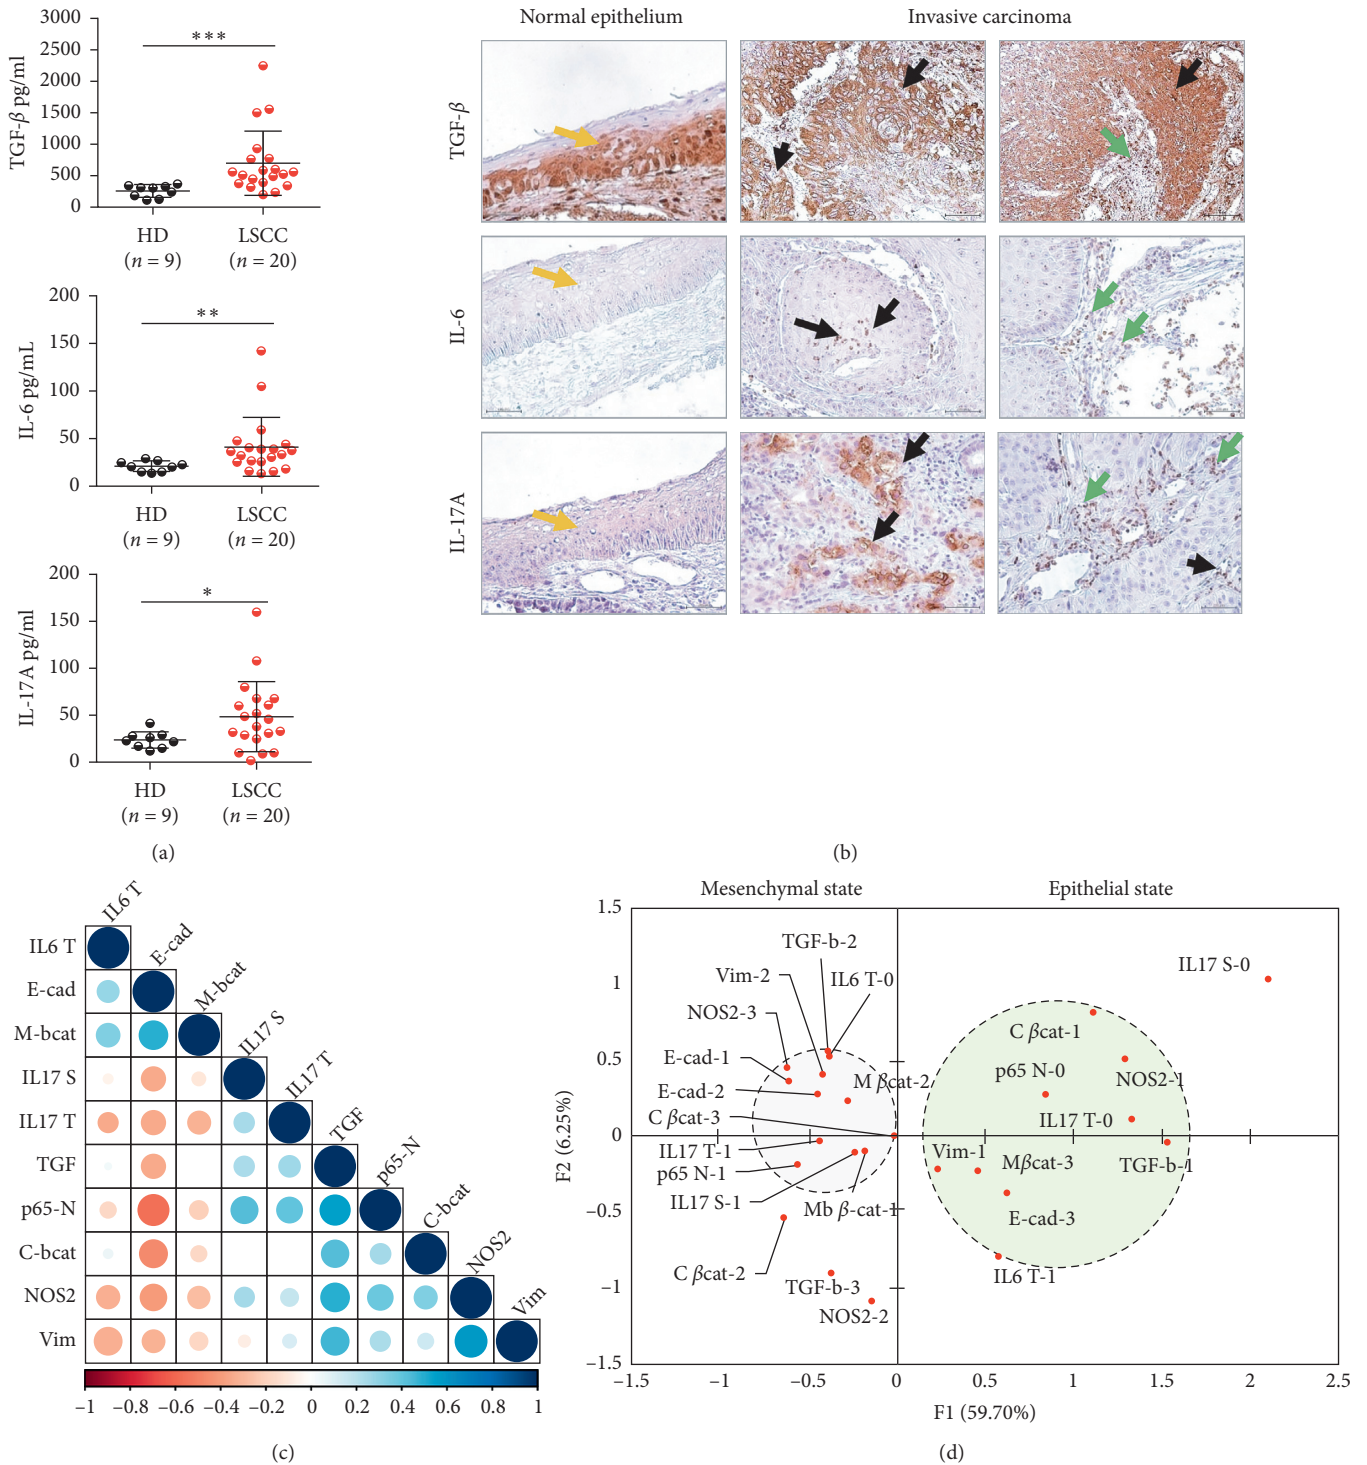 3000
2500
2000
1500
1000
500
0
TGF-β pg/ml
***
HD
(n = 9)
LSCC
(n = 20)
200
150
100
50
0
IL-6 pg/mL
**
HD
(n = 9)
LSCC
(n = 20)
200
150
100
50
0
IL-17A pg/ml
*
HD
(n = 9)
LSCC
(n = 20)
(a)
Normal epithelium
Invasive carcinoma
TGF-β
IL-6
IL-17A
(b)
IL6 T
E-cad
M-bcat
IL17 S
IL17 T
TGF
p65-N
C-bcat
NOS2
Vim
IL6 T
E-cad
M-bcat
IL17 S
IL17 T
TGF
p65-N
C-bcat
NOS2
Vim
−1 −0.8 −0.6 −0.4 −0.2 0 0.2 0.4 0.6 0.8 1
(c)
Mesenchymal state
Epithelial state
1.5
1
0.5
0
−0.5
−1
−1.5
F2 (6.25%)
TGF-b-2
Vim-2
IL6 T-0
NOS2-3
E-cad-1
M βcat-2
E-cad-2
C βcat-3
IL17 T-1
p65 N-1
IL17 S-1
Mb β-cat-1
C βcat-2
TGF-b-3
NOS2-2
IL17 S-0
C βcat-1
p65 N-0
NOS2-1
IL17 T-0
Vim-1
Mβcat-3
TGF-b-1
E-cad-3
IL6 T-1
−1.5 −1 −0.5 0 0.5 1 1.5 2 2.5
F1 (59.70%)
(d)